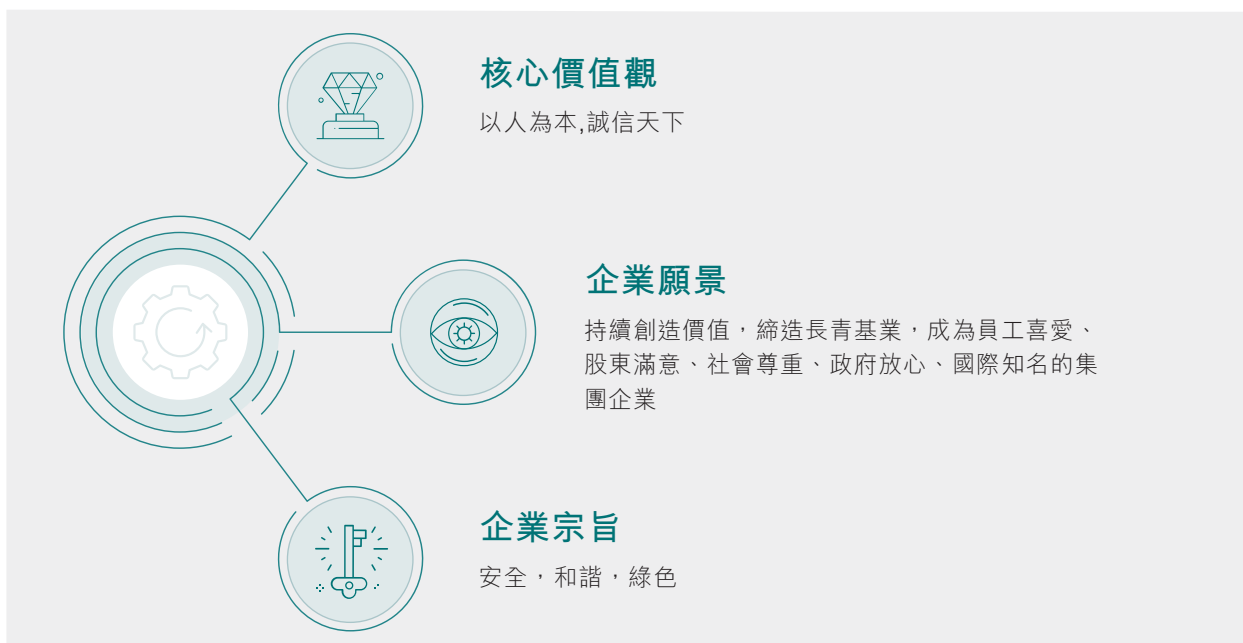 核心價值觀
以人為本,誠信天下
企業願景
持續創造價值，締造長青基業，成為員工喜愛、
股東滿意、社會尊重、政府放心、國際知名的集
團企業
企業宗旨
安全，和諧，綠色